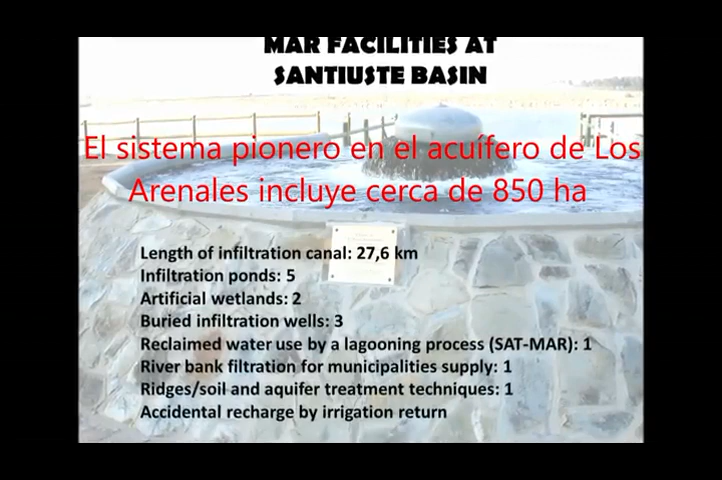 MAR FACILITIES AT
SANTIUSTE BASIN
El sistema pionero en el acuífero de Los
Arenales incluye cerca de 850 ha
Length of infiltration canal: 27,6 km
Infiltration ponds: 5
Artificial wetlands: 2
Buried infiltration wells: 3
Reclaimed water use by a lagooning process (SAT-MAR): 1
River bank filtration for municipalities supply: 1
Ridges/soil and aquifer treatment techniques: 1
Accidental recharge by irrigation return